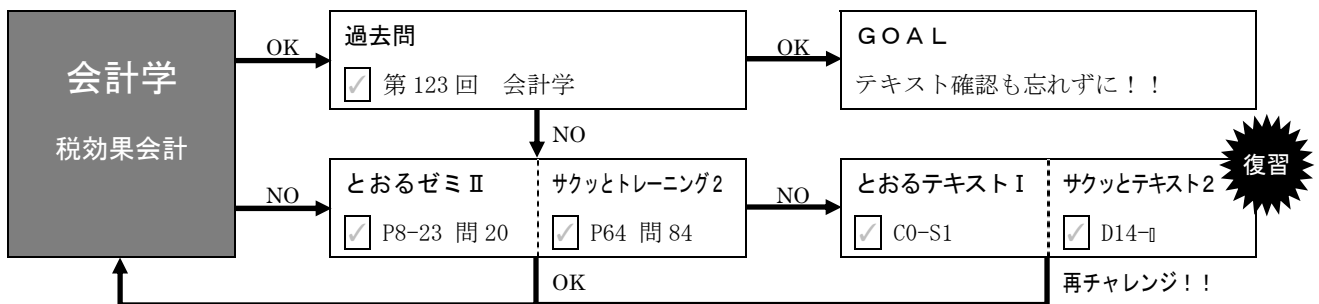 会計学
税効果会計
OK
過去問
✓ 第123回 会計学
OK
ＧＯＡＬ
テキスト確認も忘れずに！！
NO
復習
NO
とおるゼミⅡ
✓ P8-23 問20
サクッとトレーニング2
✓ P64 問84
NO
とおるテキストⅠ
✓ C0-S1
サクッとテキスト2
✓ D14-
OK
再チャレンジ！！